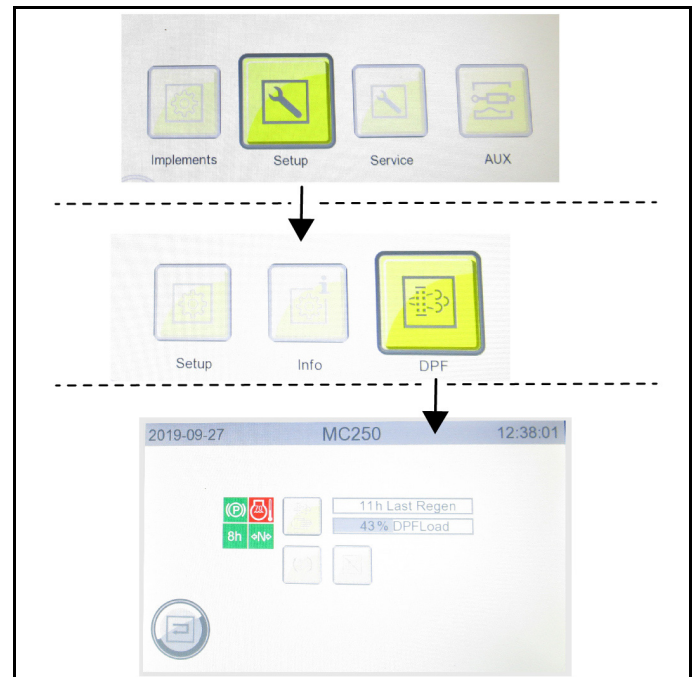 Implements
Setup
Service
AUX
Setup
Info
DPF
2019-09-27
MC250
12:38:01
(P)
11h Last Regen
43% DPFLoad
8h
N